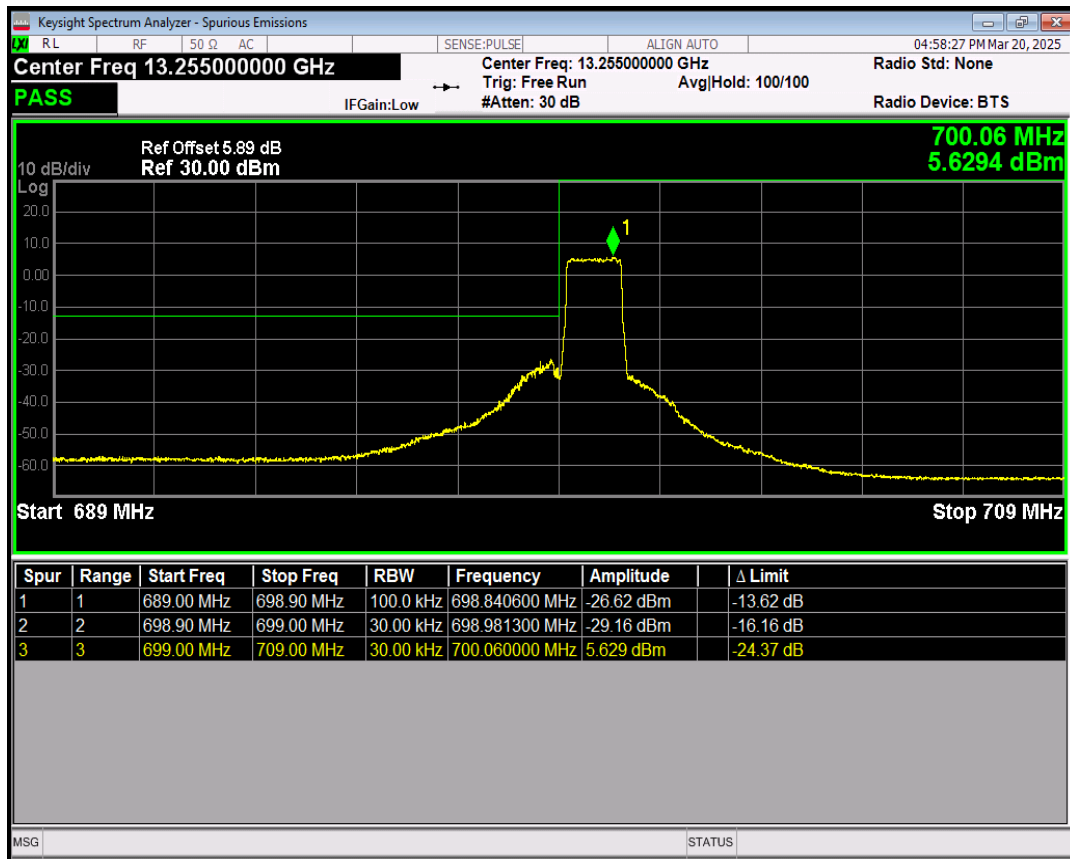 Keysight Spectrum Analyzer - Spurious Emissions
LXI RL RF 50 Ω AC SENSE:PULSE ALIGN AUTO 04:58:27 PM Mar 20, 2025
Center Freq 13.255000000 GHz Center Freq: 13.255000000 GHz Radio Std: None
Trig: Free Run Avg|Hold: 100/100
PASS IFGain:Low #Atten: 30 dB Radio Device: BTS
700.06 MHz
Ref Offset 5.89 dB
10 dB/div Ref 30.00 dBm 5.6294 dBm
Log
20.0
1
10.0
0.00
-10.0
-20.0
-30.0
-40.0
-50.0
-60.0
Start 689 MHz Stop 709 MHz
Spur Range Start Freq Stop Freq RBW Frequency Amplitude Δ Limit
1 1 689.00 MHz 698.90 MHz 100.0 kHz 698.840600 MHz -26.62 dBm -13.62 dB
2 2 698.90 MHz 699.00 MHz 30.00 kHz 698.981300 MHz -29.16 dBm -16.16 dB
3 3 699.00 MHz 709.00 MHz 30.00 kHz 700.060000 MHz 5.629 dBm -24.37 dB
MSG STATUS